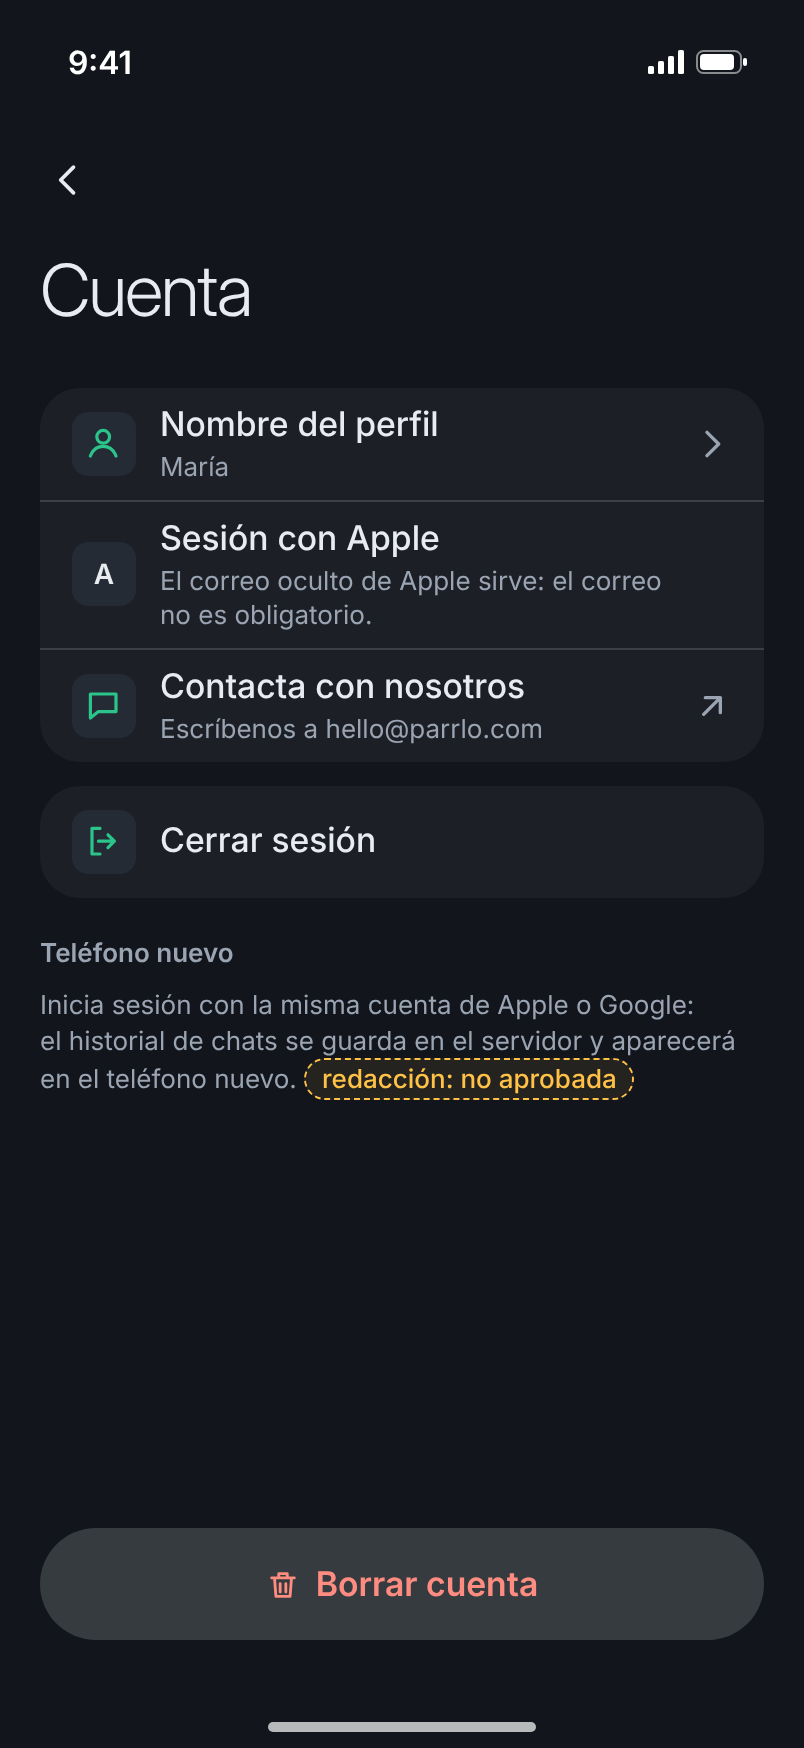 9:41
Cuenta
Nombre del perfil
María
A
Sesión con Apple
El correo oculto de Apple sirve: el correo
no es obligatorio.
Contacta con nosotros
Escríbenos a hello@parrlo.com
Cerrar sesión
Teléfono nuevo
Inicia sesión con la misma cuenta de Apple o Google:
el historial de chats se guarda en el servidor y aparecerá
en el teléfono nuevo. redacción: no aprobada
Borrar cuenta